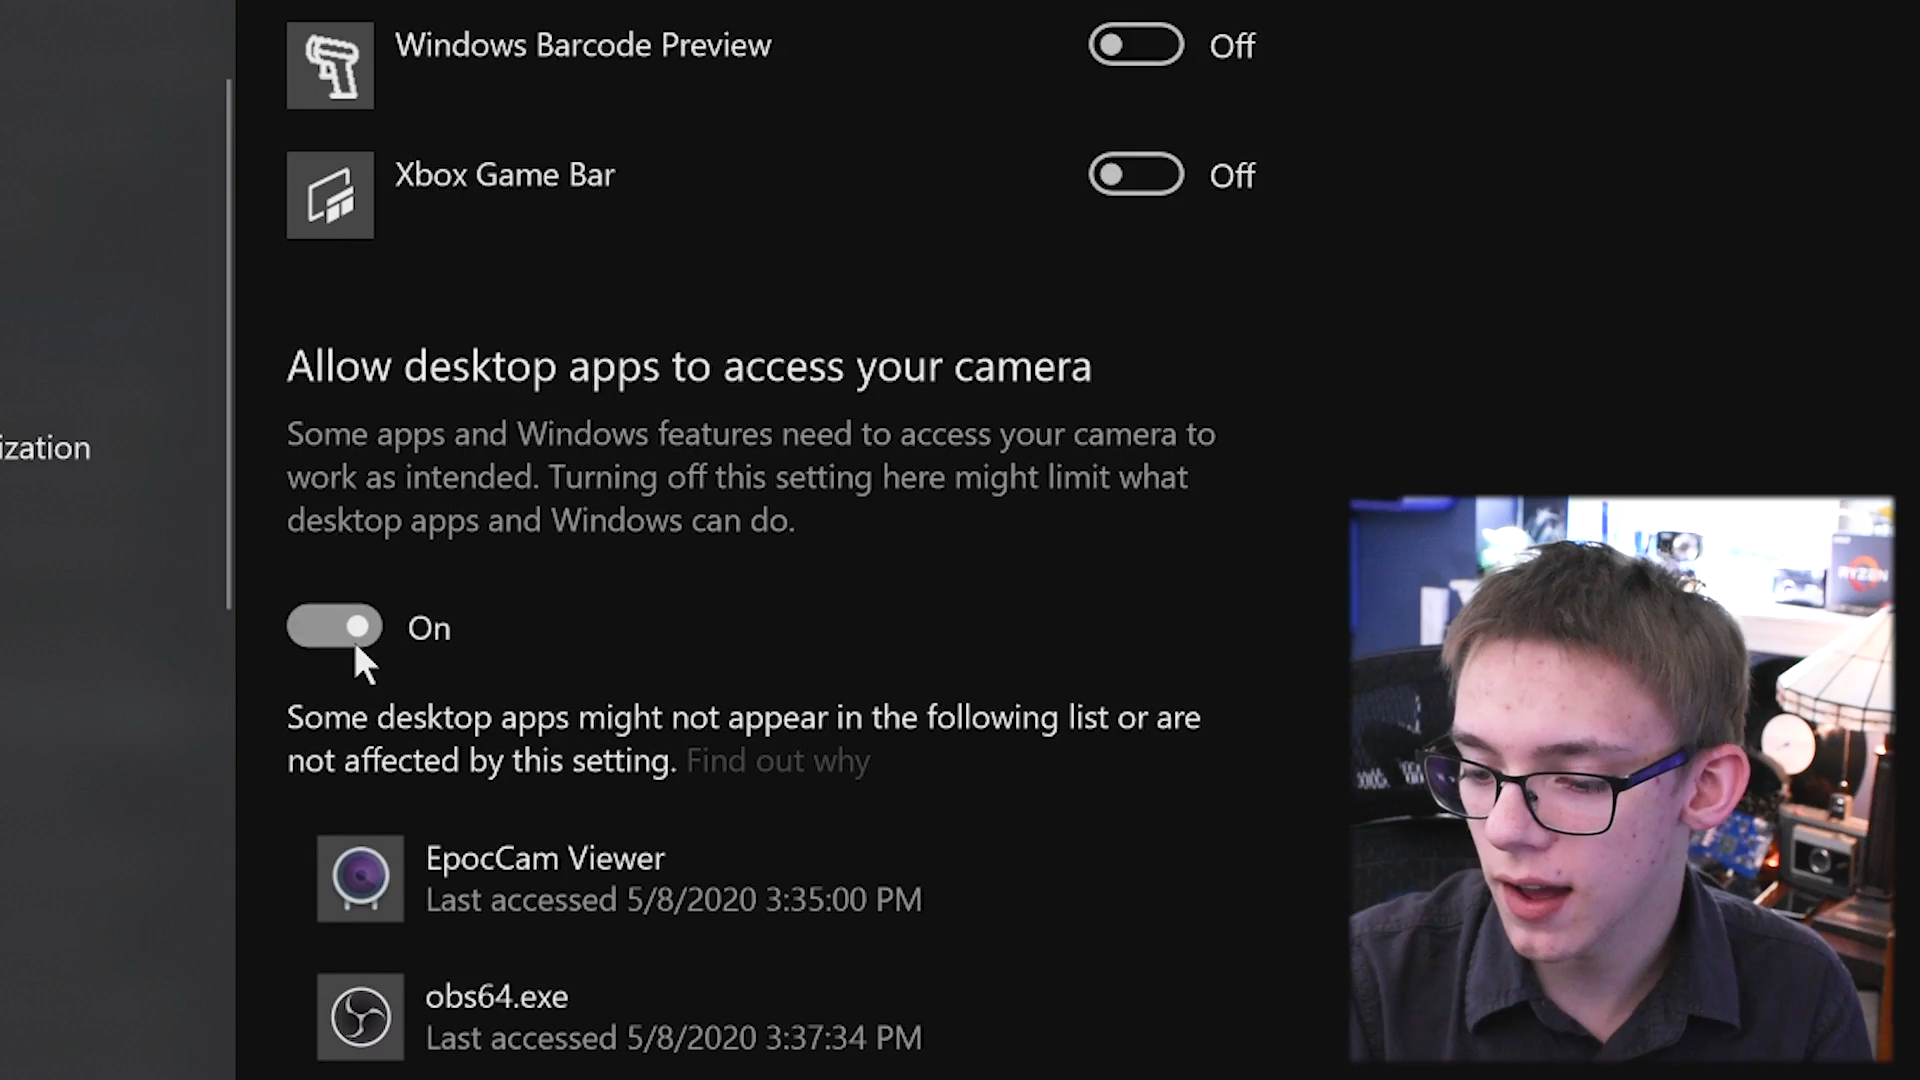 Windows Barcode Preview
Off
Xbox Game Bar
Off
Allow desktop apps to access your camera
Some apps and Windows features need to access your camera to
work as intended. Turning off this setting here might limit what
desktop apps and Windows can do.
ization
On
Some desktop apps might not appear in the following list or are
not affected by this setting. Find out why
EpocCam Viewer
Last accessed 5/8/2020 3:35:00 PM
obs64.exe
Last accessed 5/8/2020 3:37:34 PM
RYZEN